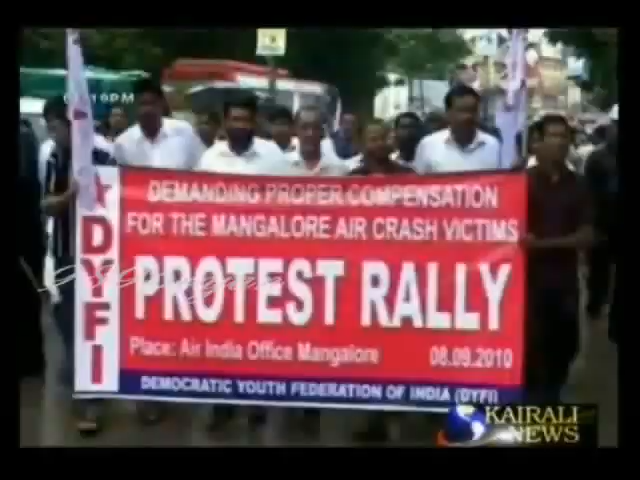 19PM
DEMANDING PROPER COMPENSATION
FOR THE MANGALORE AIR CRASH VICTIMS
DYFI
PROTEST RALLY
Place: Air India Office Mangalore 08.09.2010
DEMOCRATIC YOUTH FEDERATION OF INDIA (DYFI)
KAIRALI
NEWS